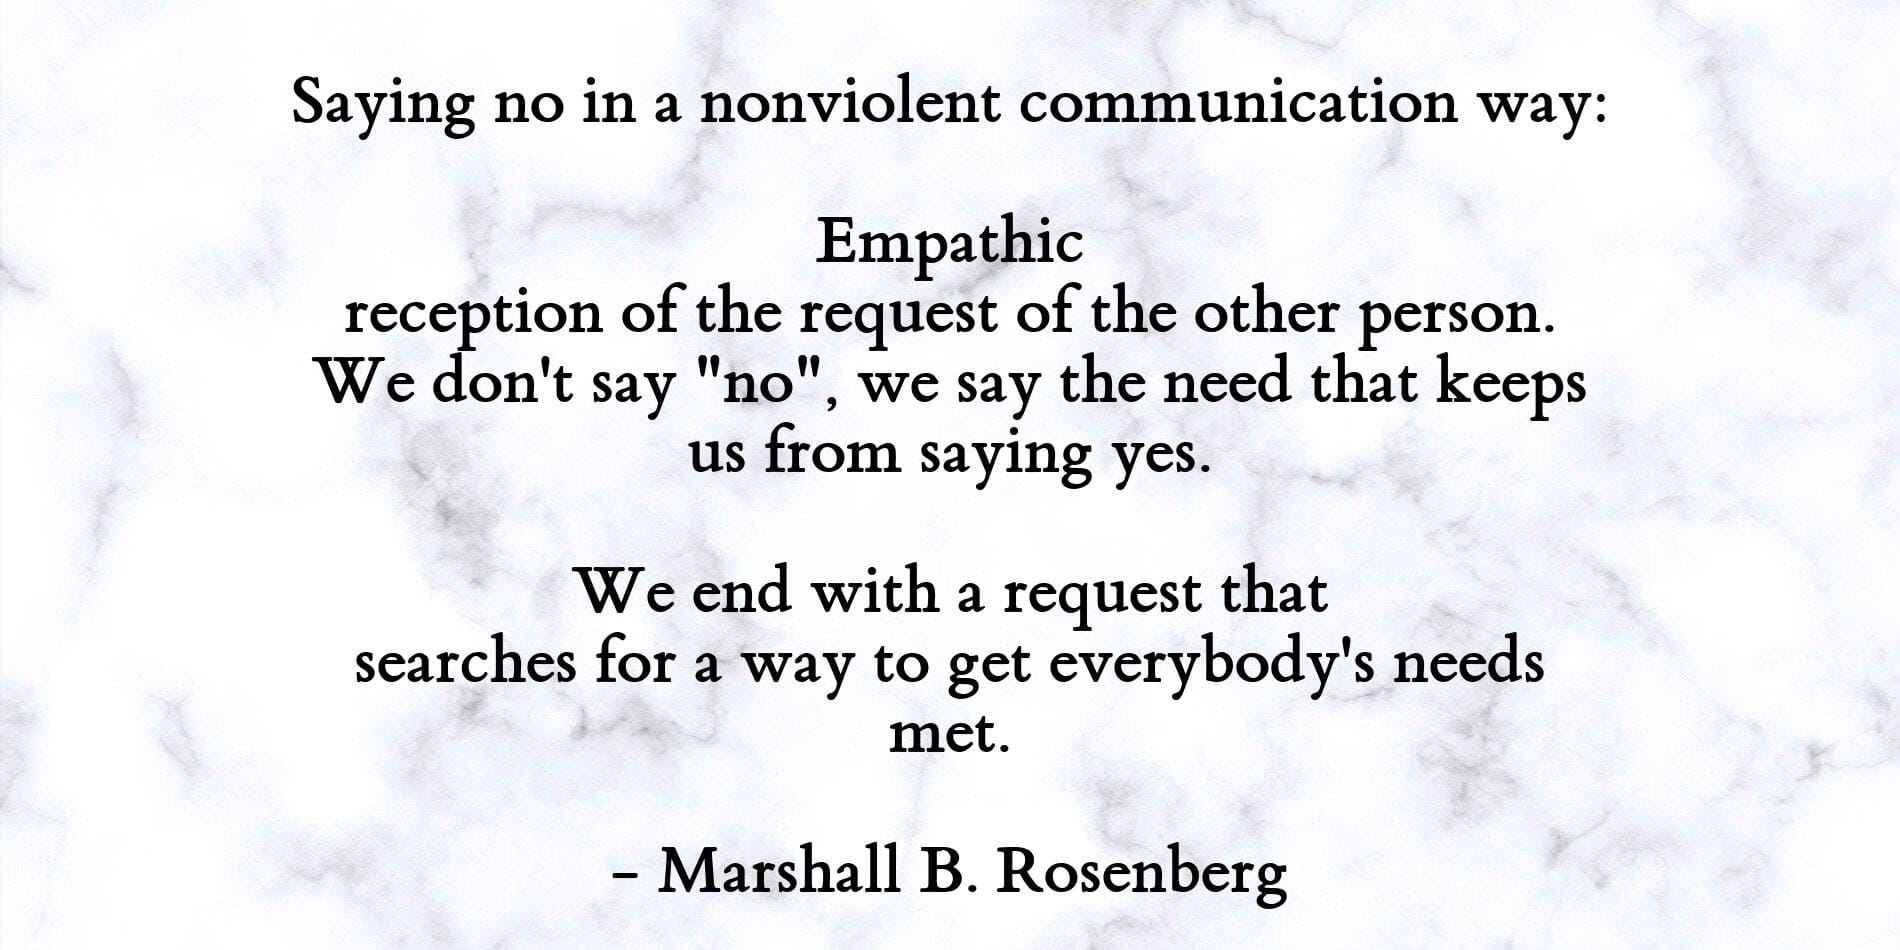 Saying no in a nonviolent communication way:
Empathic
reception of the request of the other person.
We don't say "no", we say the need that keeps
us from saying yes.
We end with a request that
searches for a way to get everybody's needs
met.
- Marshall B. Rosenberg